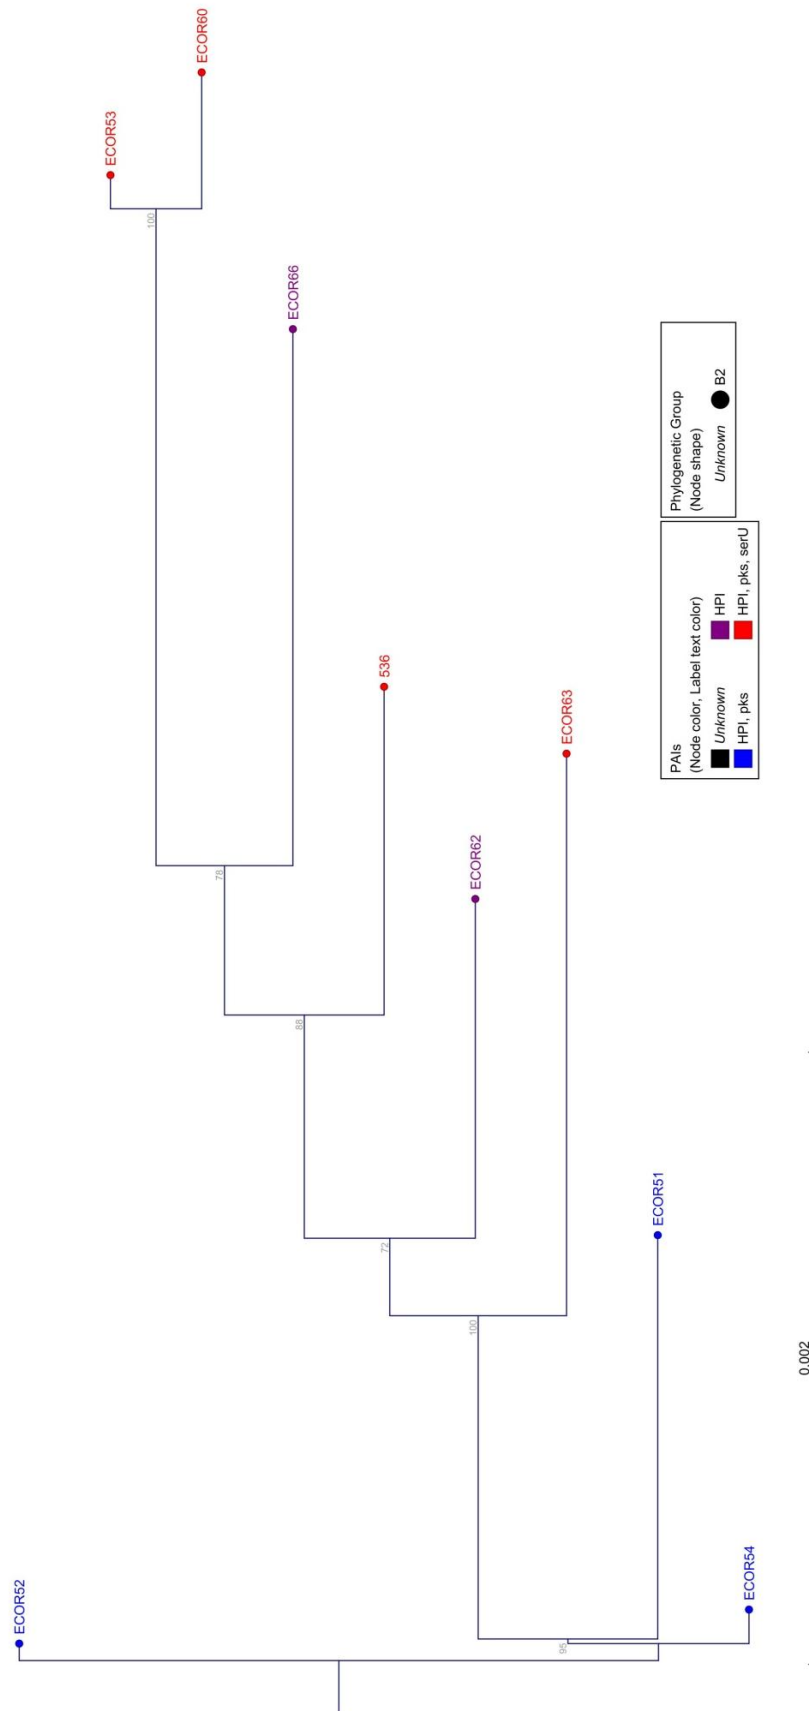 ECOR60
ECOR53
100
ECOR66
78
536
88
ECOR63
ECOR62
72
100
ECOR51
95
ECOR54
ECOR52
0.002
PAIs
(Node color, Label text color)
Unknown
HPI
HPI, pks
HPI, pks, serU
Phylogenetic Group
(Node shape)
Unknown
B2